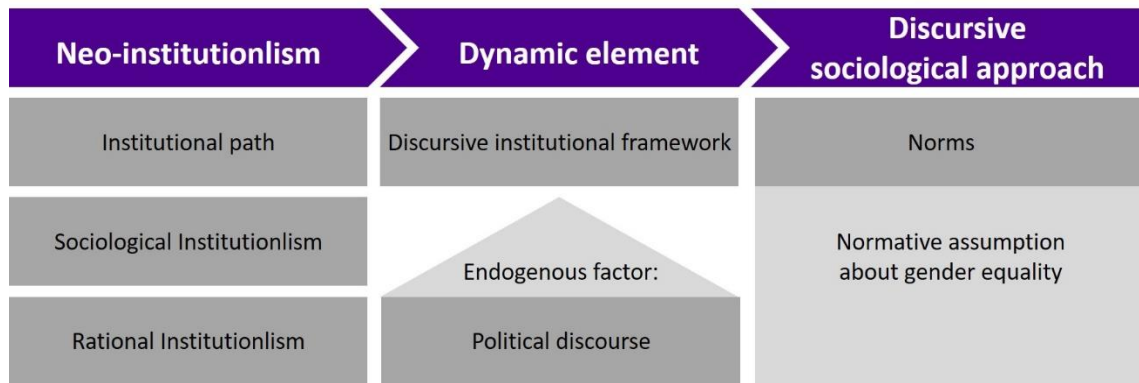 Neo-institutionlism
Dynamic element
Discursive
sociological approach
Institutional path
Discursive institutional framework
Norms
Sociological Institutionlism
Normative assumption
about gender equality
Endogenous factor:
Rational Institutionlism
Political discourse